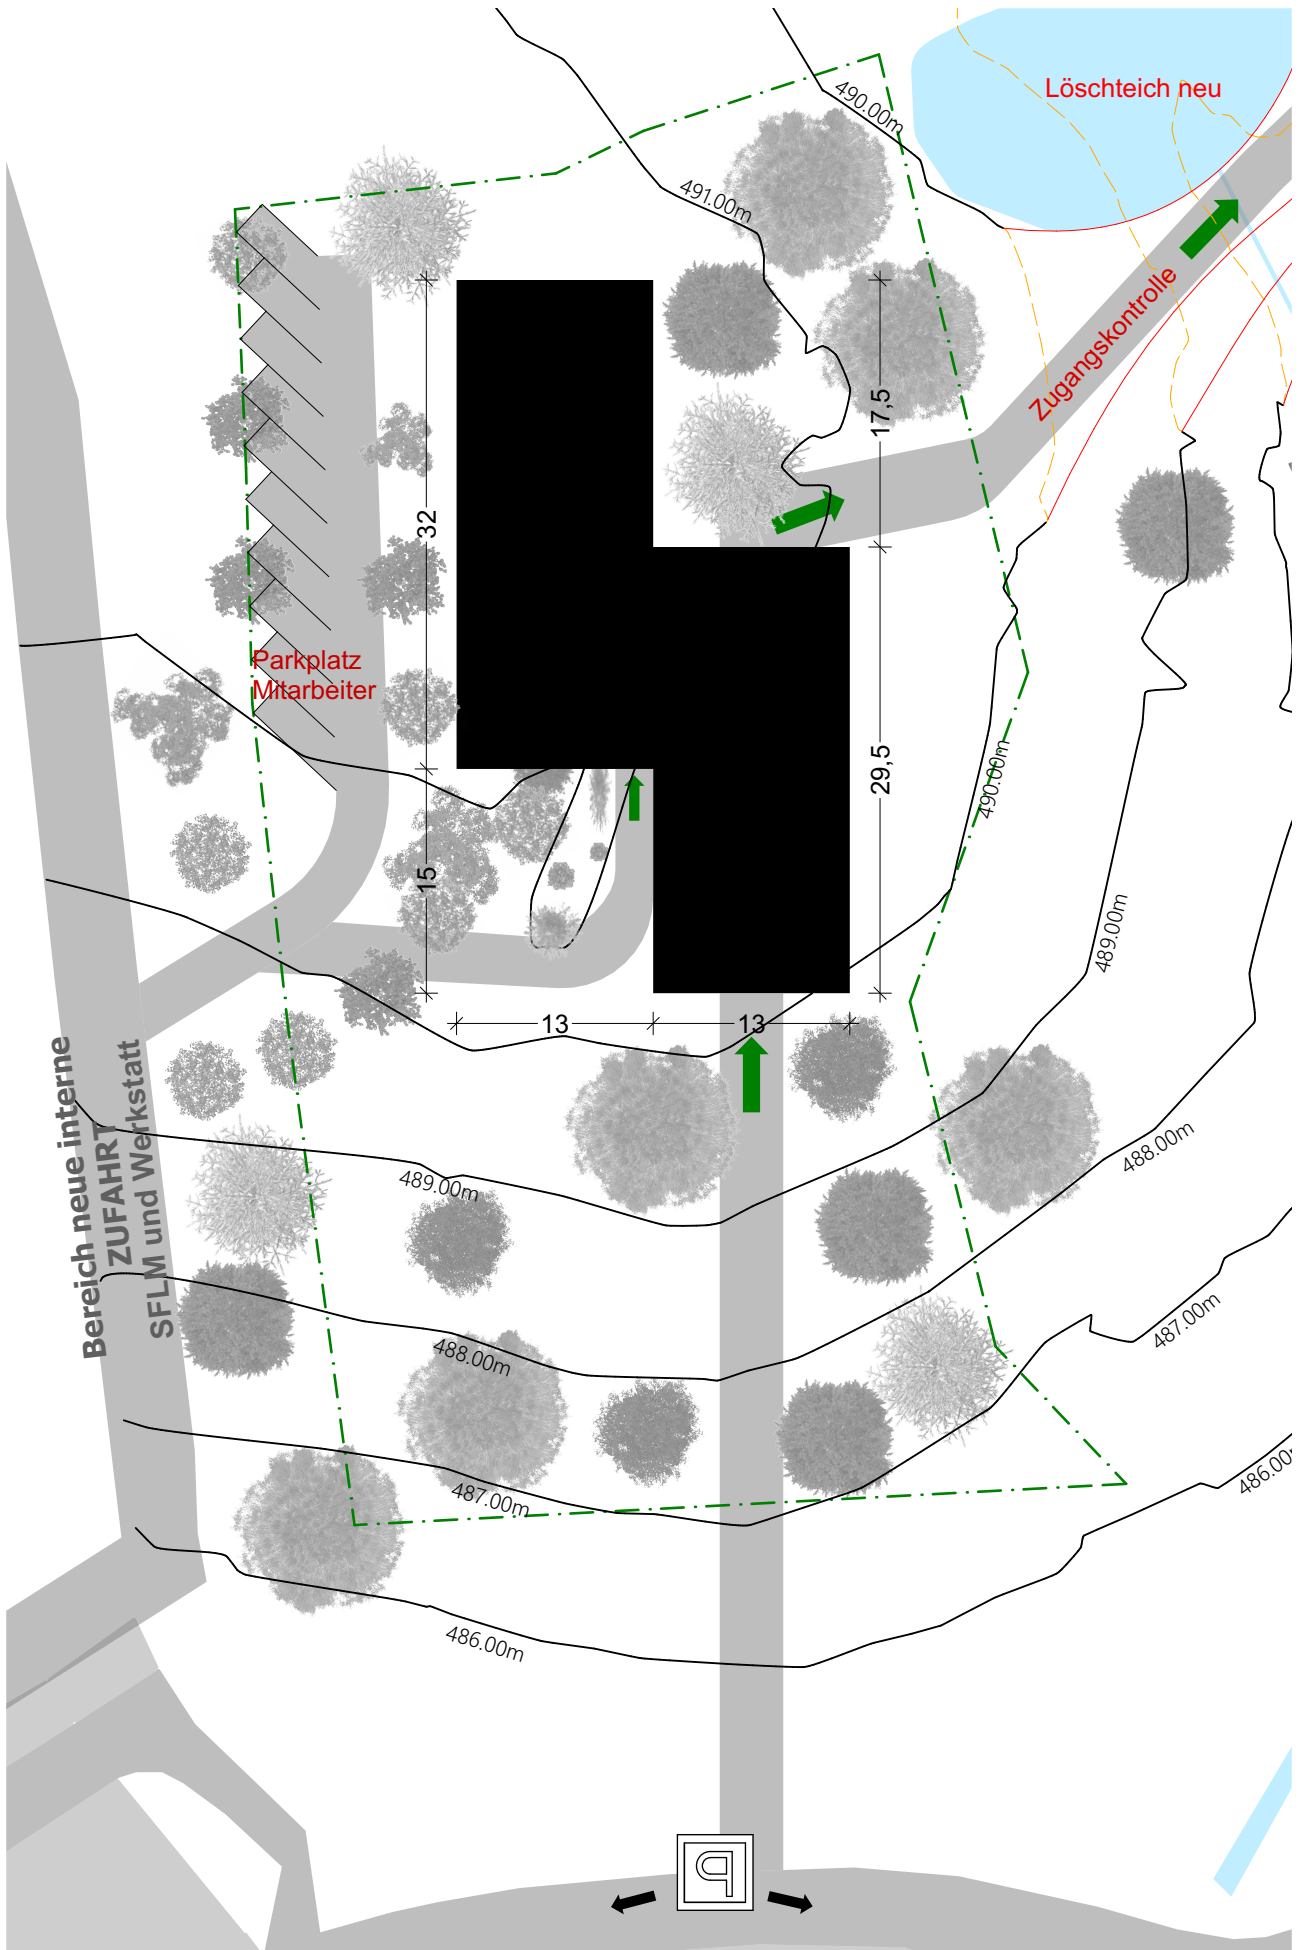 Löschteich neu
490.00m
491.00m
Zugangskontrolle
17,5
32
Parkplatz
Mitarbeiter
29,5
490.00m
15
489.00m
13
13
Bereich neue interne
ZUFAHRT
SFLM und Werkstatt
489.00m
488.00m
487.00m
488.00m
487.00m
486.00m
486.00m
P